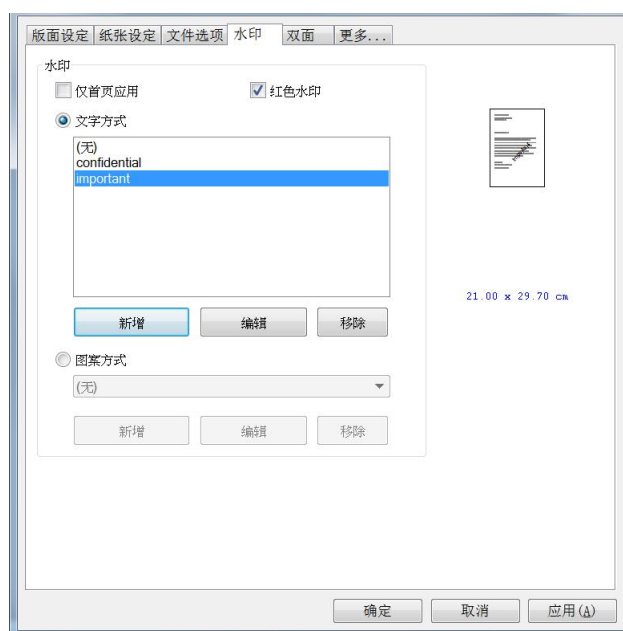 版面设定 纸张设定 文件选项 水印 双面 更多...
水印
仅首页应用 红色水印
文字方式
(无)
confidential
important
21.00 x 29.70 cm
新增 编辑 移除
图案方式
(无)
新增 编辑 移除
确定 取消 应用(A)